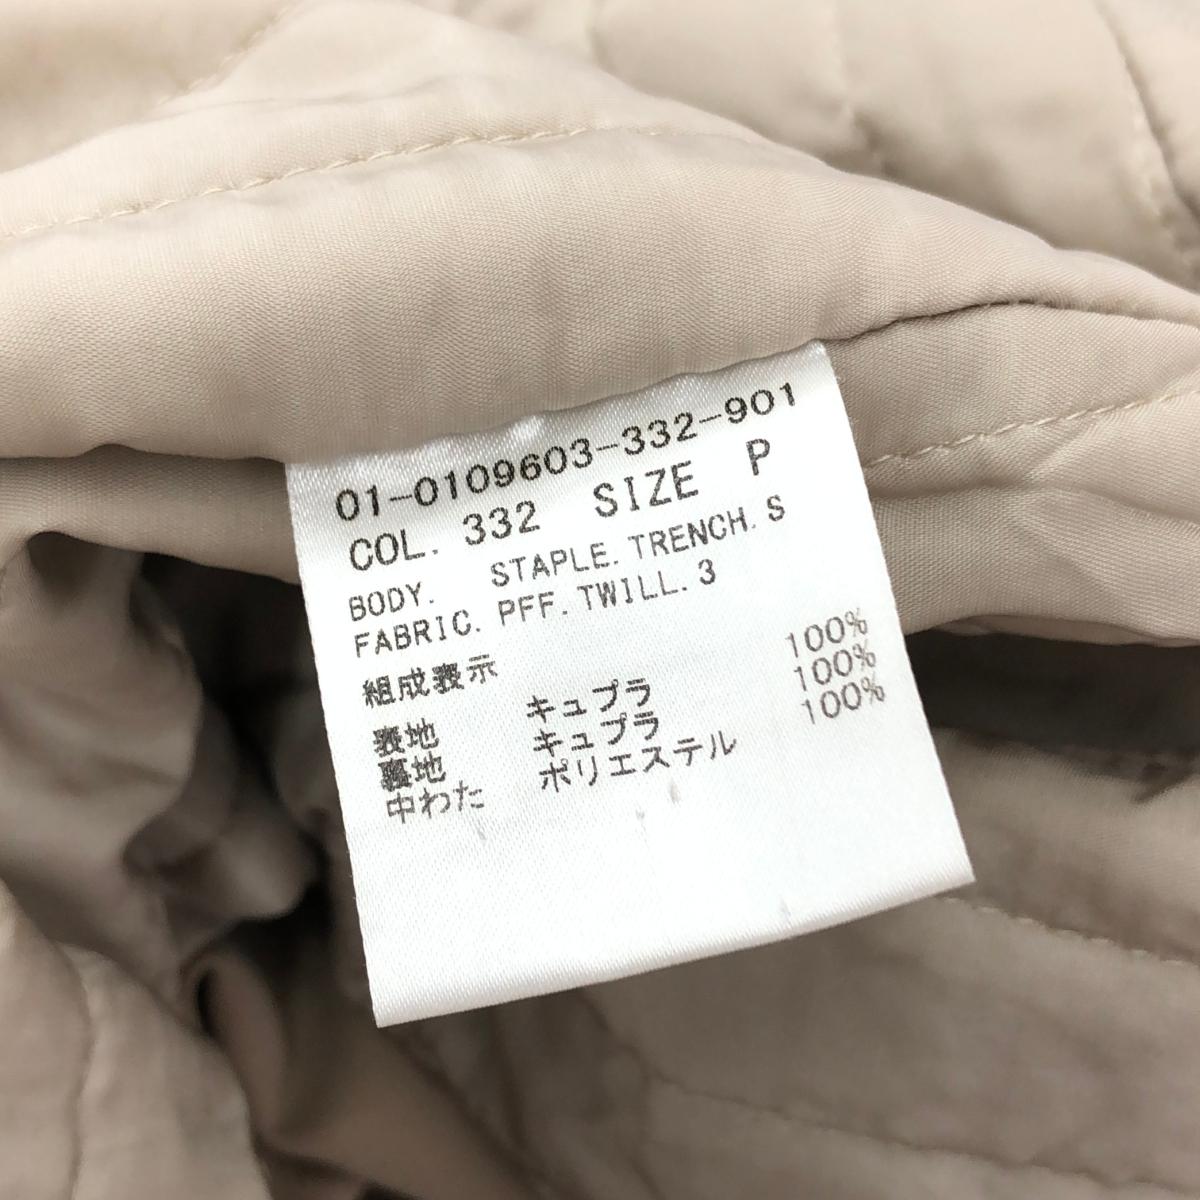 01-0109603-332-901
COL. 332 SIZE P
BODY. STAPLE. TRENCH. S
FABRIC. PFF. TWILL. 3
組成表示
表地 キュプラ 100%
裏地 キュプラ 100%
中わた ポリエステル 100%